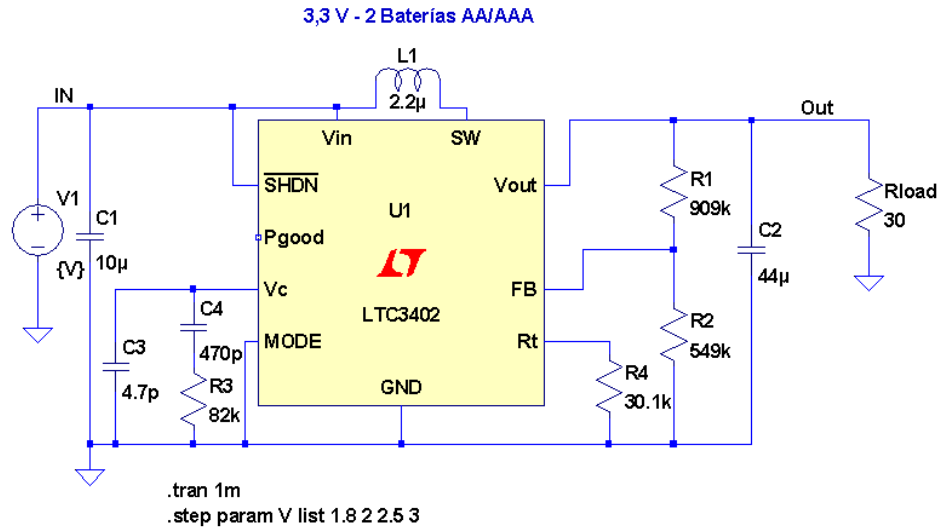 3,3 V - 2 Baterías AA/AAA
L1
2.2µ
IN
Out
Vin
SW
SHDN
Vout
R1
909k
Rload
30
V1
{V}
C1
10µ
U1
Pgood
C2
44µ
Vc
FB
LTC3402
C4
470p
MODE
Rt
R2
549k
C3
4.7p
R3
82k
GND
R4
30.1k
.tran 1m
.step param V list 1.8 2 2.5 3